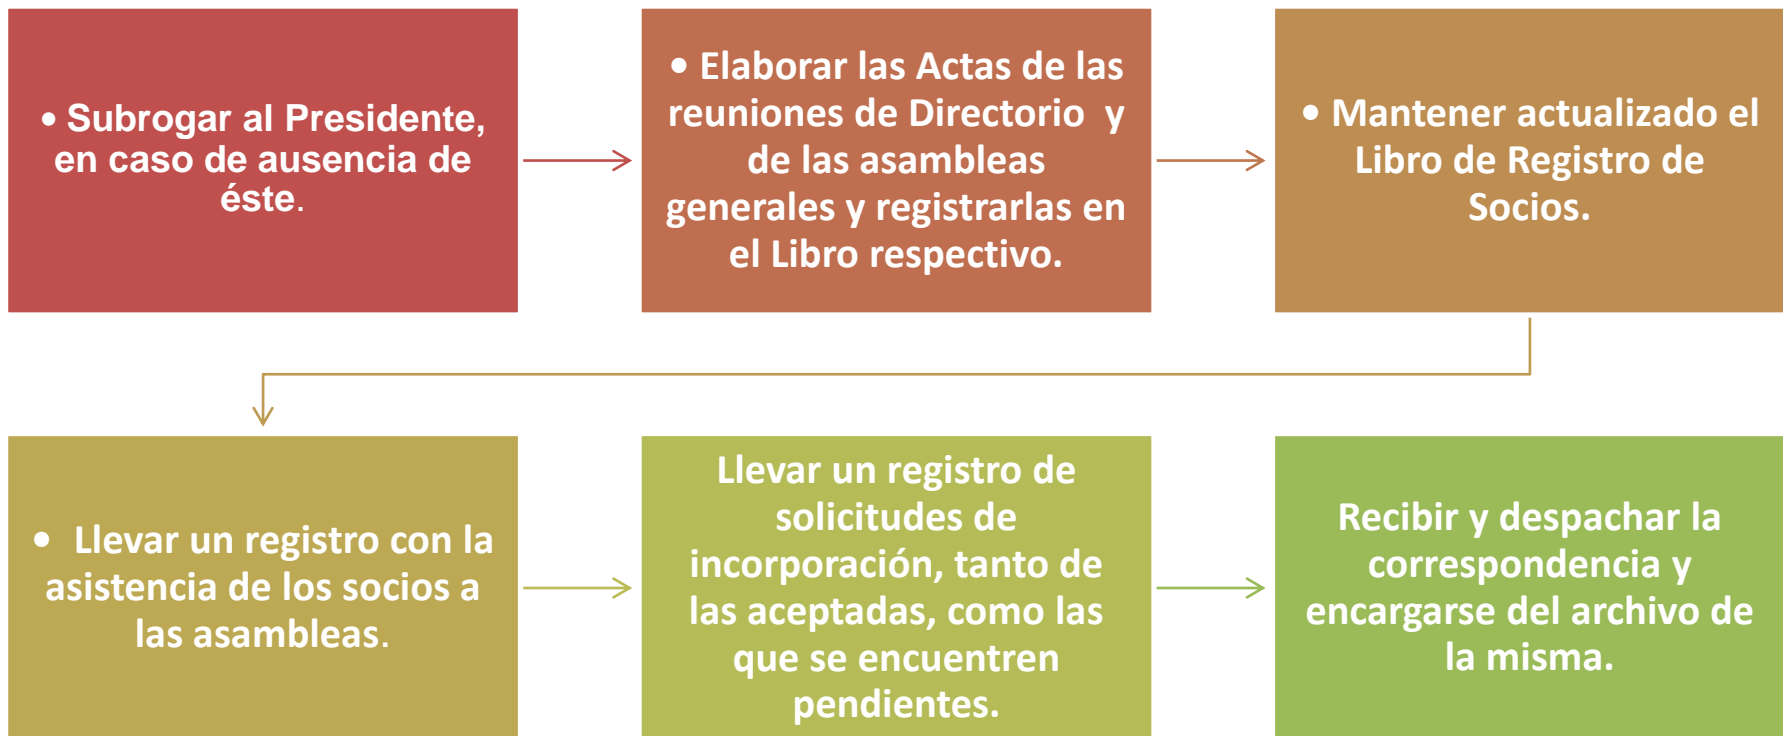 • Subrogar al Presidente,
en caso de ausencia de
éste.
• Elaborar las Actas de las
reuniones de Directorio y
de las asambleas
generales y registrarlas en
el Libro respectivo.
• Mantener actualizado el
Libro de Registro de
Socios.
• Llevar un registro con la
asistencia de los socios a
las asambleas.
Llevar un registro de
solicitudes de
incorporación, tanto de
las aceptadas, como las
que se encuentren
pendientes.
Recibir y despachar la
correspondencia y
encargarse del archivo de
la misma.